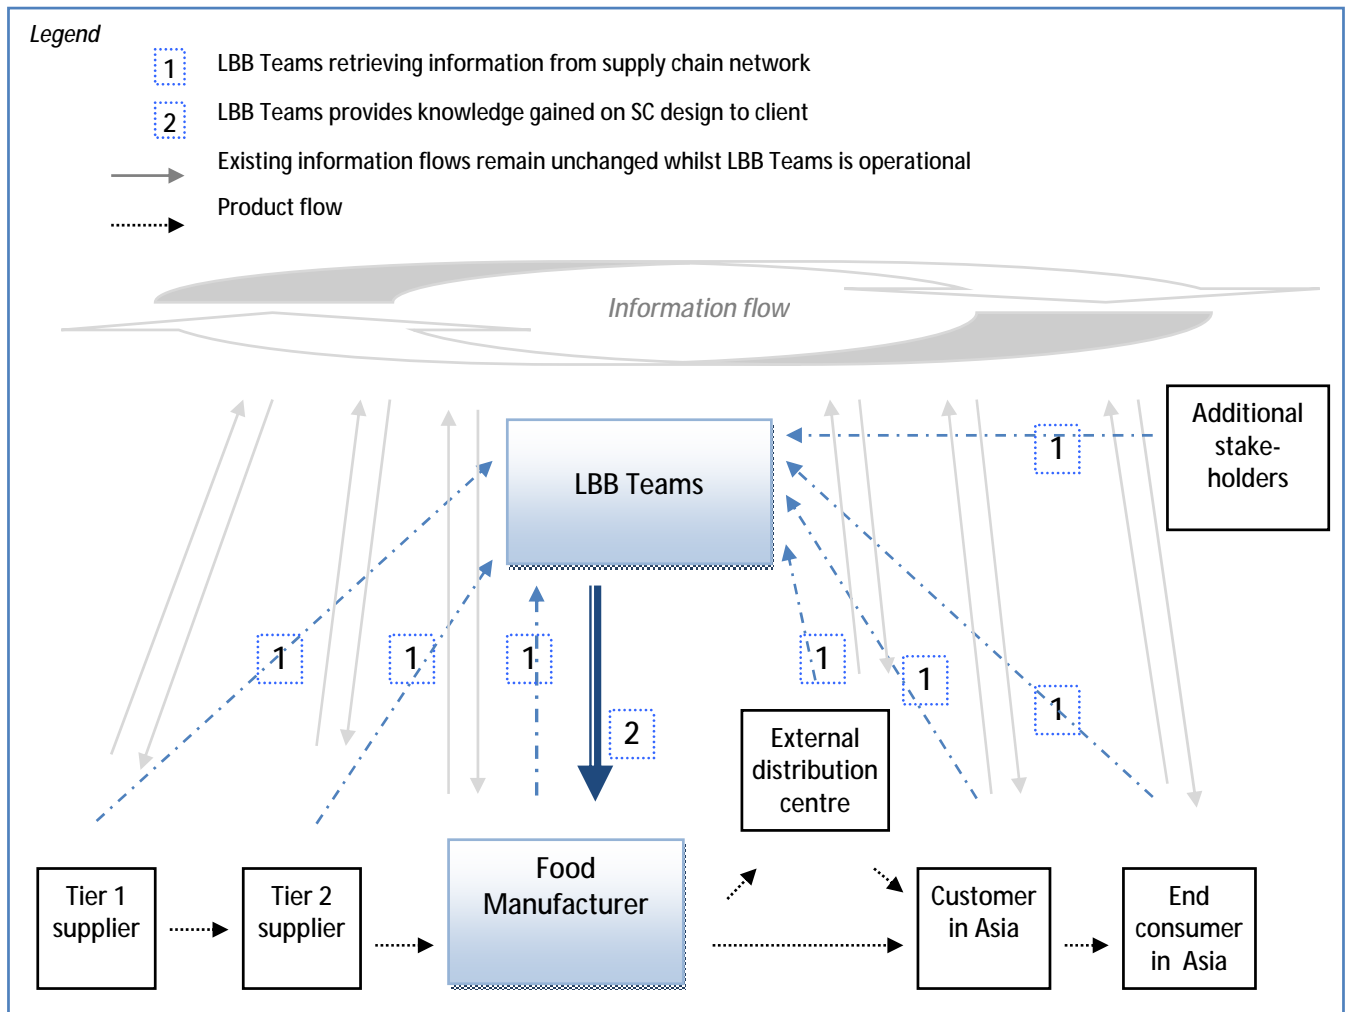 Legend
1 LBB Teams retrieving information from supply chain network
2 LBB Teams provides knowledge gained on SC design to client
Existing information flows remain unchanged whilst LBB Teams is operational
Product flow
Information flow
Additional
stake-
holders
1
LBB Teams
1
1
1
1
1
1
2
External
distribution
centre
Tier 1
supplier
Tier 2
supplier
Food
Manufacturer
Customer
in Asia
End
consumer
in Asia